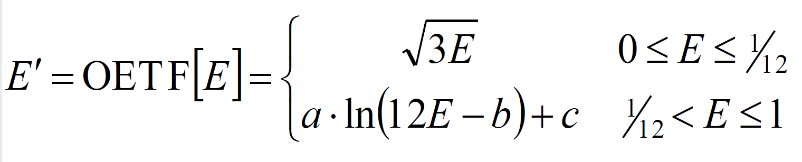 E′ = OETF[E] = { √3E   0 ≤ E ≤ 1/12
a · ln(12E − b) + c   1/12 < E ≤ 1